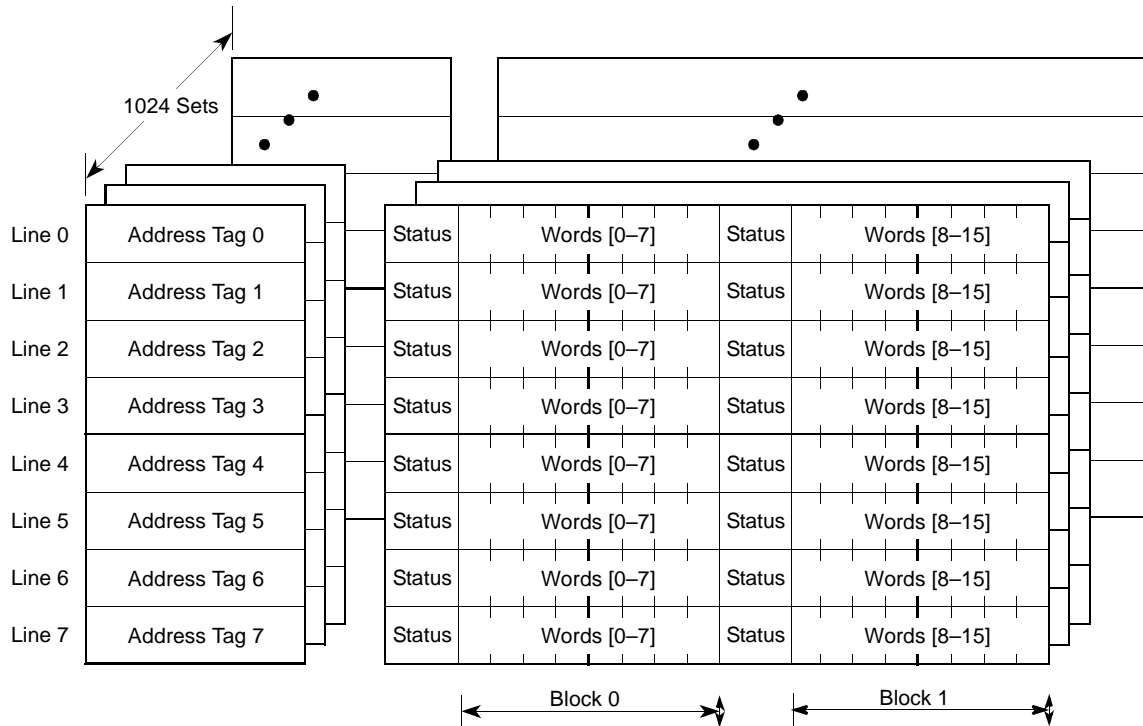 1024 Sets
Line 0 Address Tag 0 Status Words [0–7] Status Words [8–15]
Line 1 Address Tag 1 Status Words [0–7] Status Words [8–15]
Line 2 Address Tag 2 Status Words [0–7] Status Words [8–15]
Line 3 Address Tag 3 Status Words [0–7] Status Words [8–15]
Line 4 Address Tag 4 Status Words [0–7] Status Words [8–15]
Line 5 Address Tag 5 Status Words [0–7] Status Words [8–15]
Line 6 Address Tag 6 Status Words [0–7] Status Words [8–15]
Line 7 Address Tag 7 Status Words [0–7] Status Words [8–15]
Block 0 Block 1